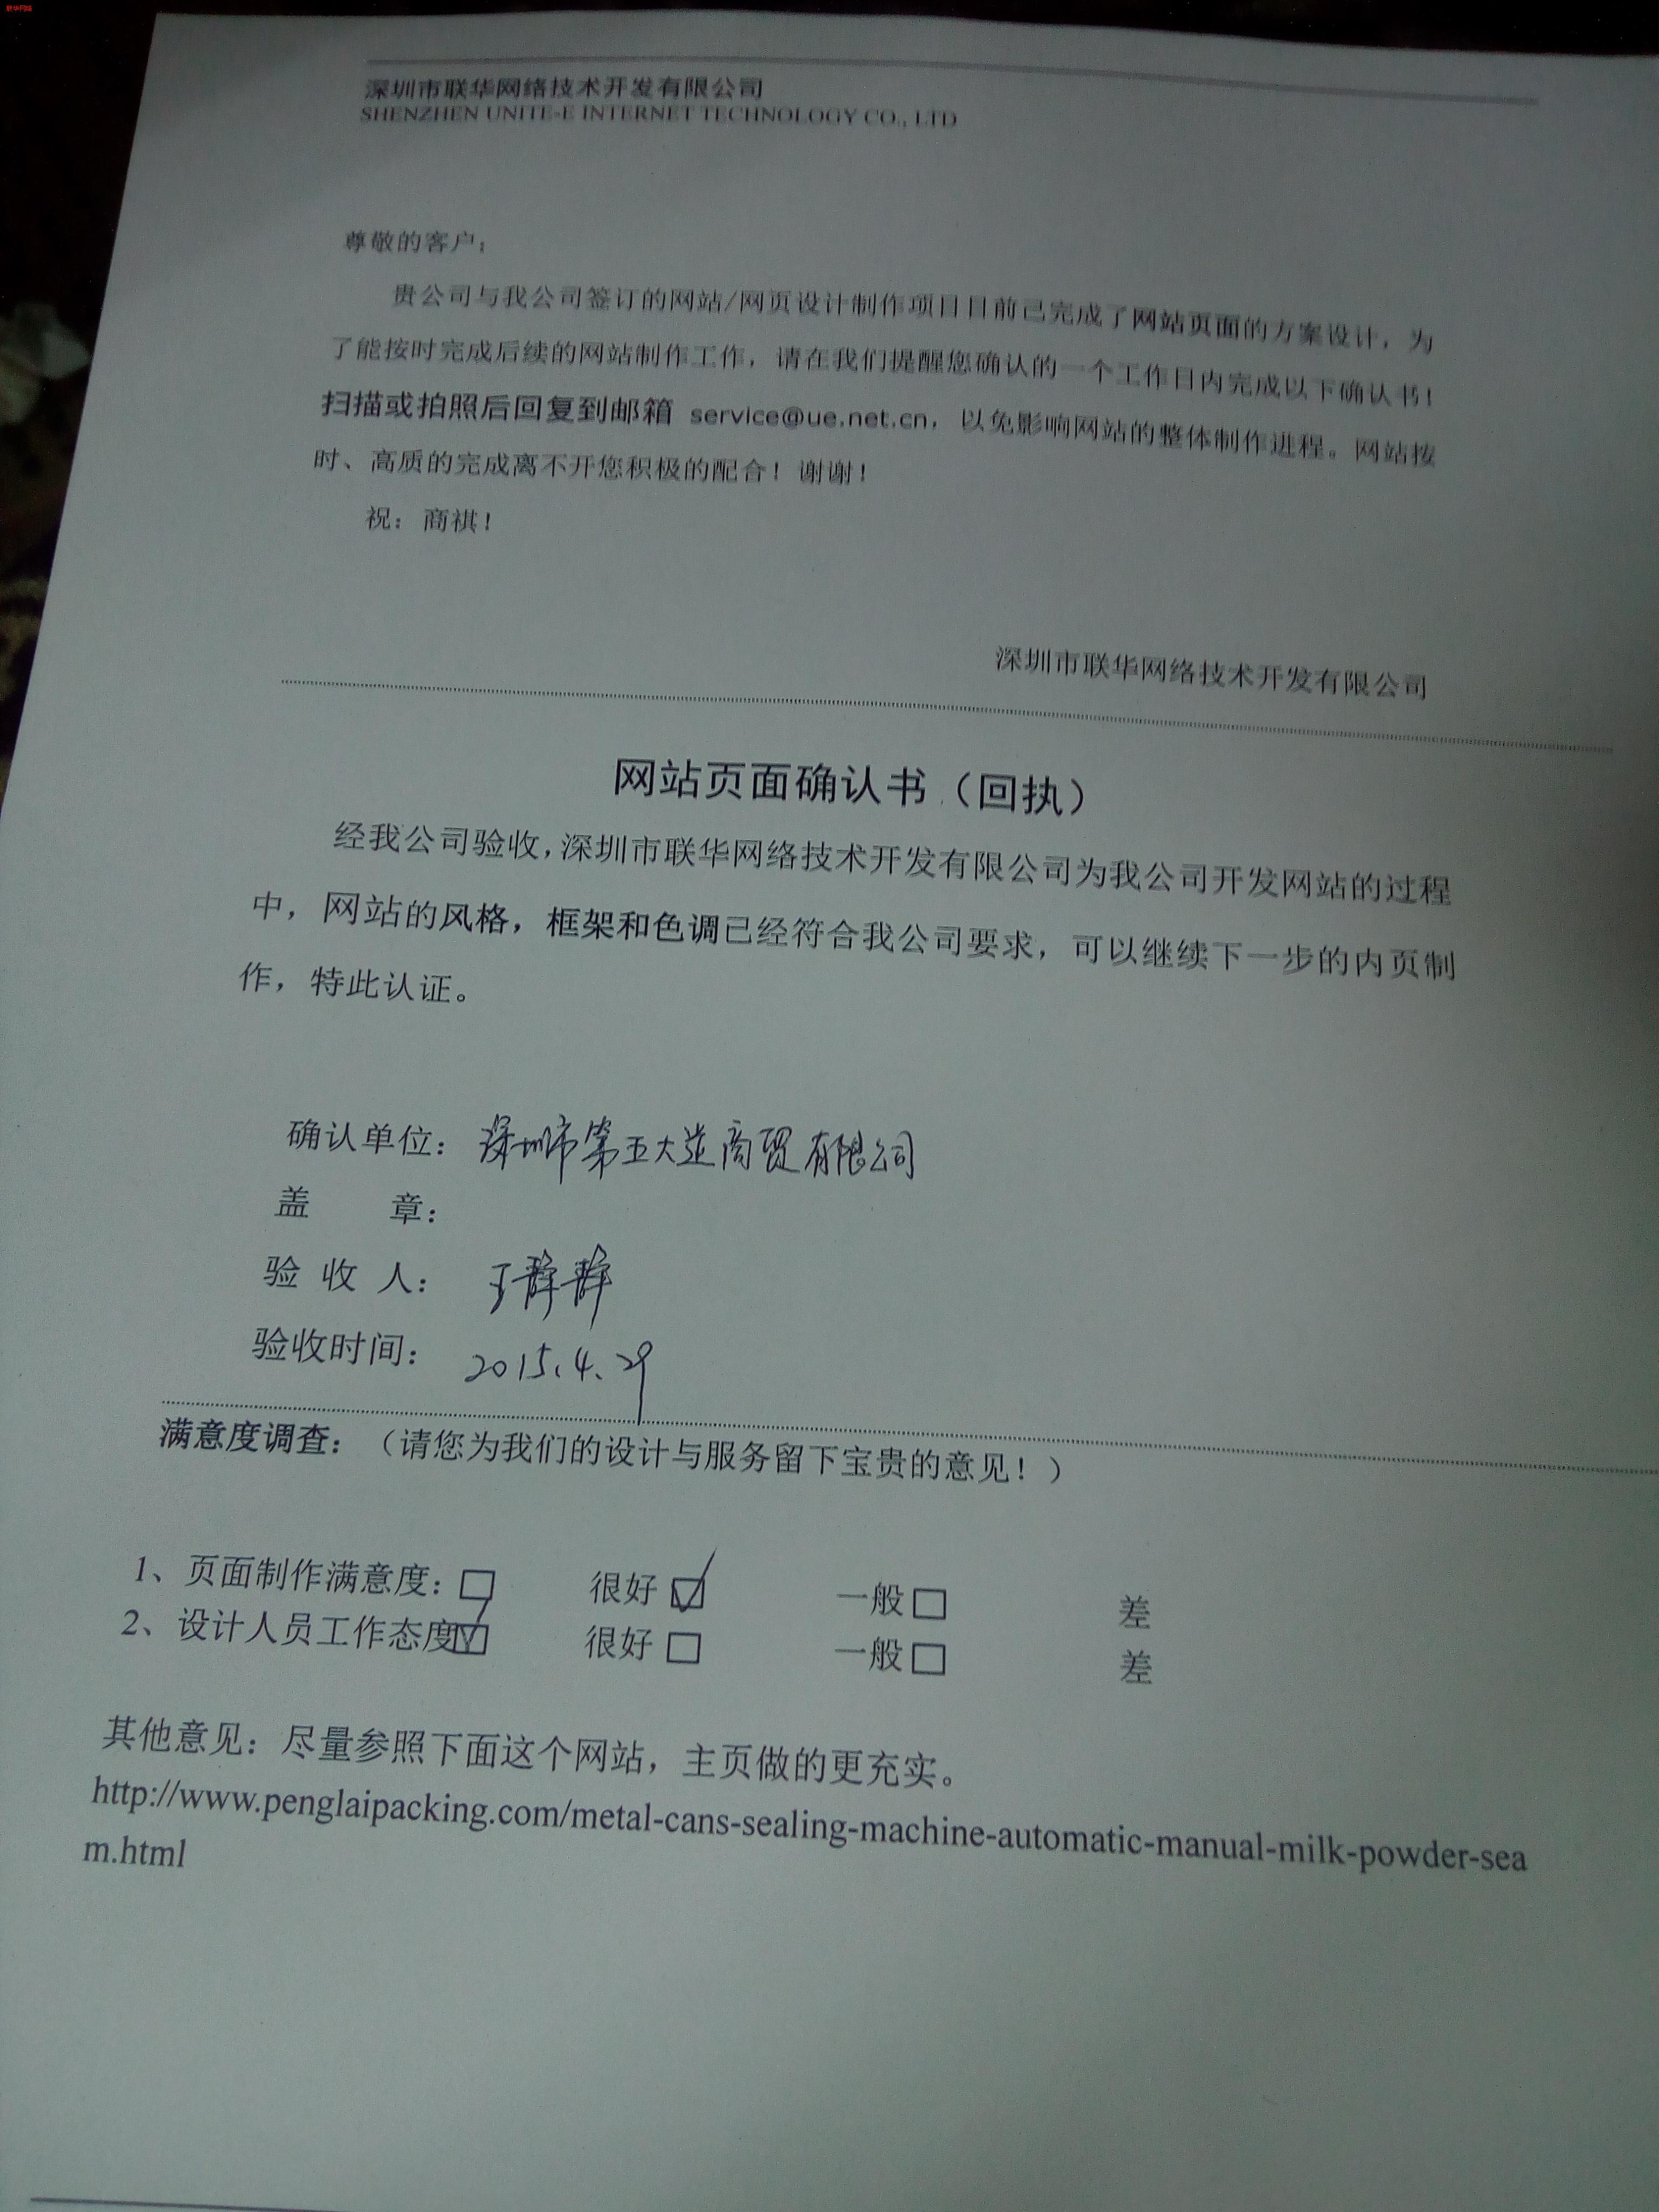 深圳市联华网络技术开发有限公司
SHENZHEN UNITE-E INTERNET TECHNOLOGY CO., LTD
尊敬的客户：
贵公司与我公司签订的网站/网页设计制作项目目前已完成了网站页面的方案设计，为
了能按时完成后续的网站制作工作，请在我们提醒您确认的一个工作日内完成以下确认书！
扫描或拍照后回复到邮箱 service@ue.net.cn，以免影响网站的整体制作进程。网站按
时、高质的完成离不开您积极的配合！谢谢！
祝：商祺！
深圳市联华网络技术开发有限公司
网站页面确认书（回执）
经我公司验收，深圳市联华网络技术开发有限公司为我公司开发网站的过程
中，网站的风格，框架和色调已经符合我公司要求，可以继续下一步的内页制
作，特此认证。
确认单位：深圳市第五大道商贸有限公司
盖 章：
验 收 人：王静静
验收时间：2015.4.29
满意度调查：（请您为我们的设计与服务留下宝贵的意见！）
1、页面制作满意度：□ 很好 ☑ 一般 □ 差
2、设计人员工作态度 ☑ 很好 □ 一般 □ 差
其他意见：尽量参照下面这个网站，主页做的更充实。
http://www.penglaipacking.com/metal-cans-sealing-machine-automatic-manual-milk-powder-sea
m.html